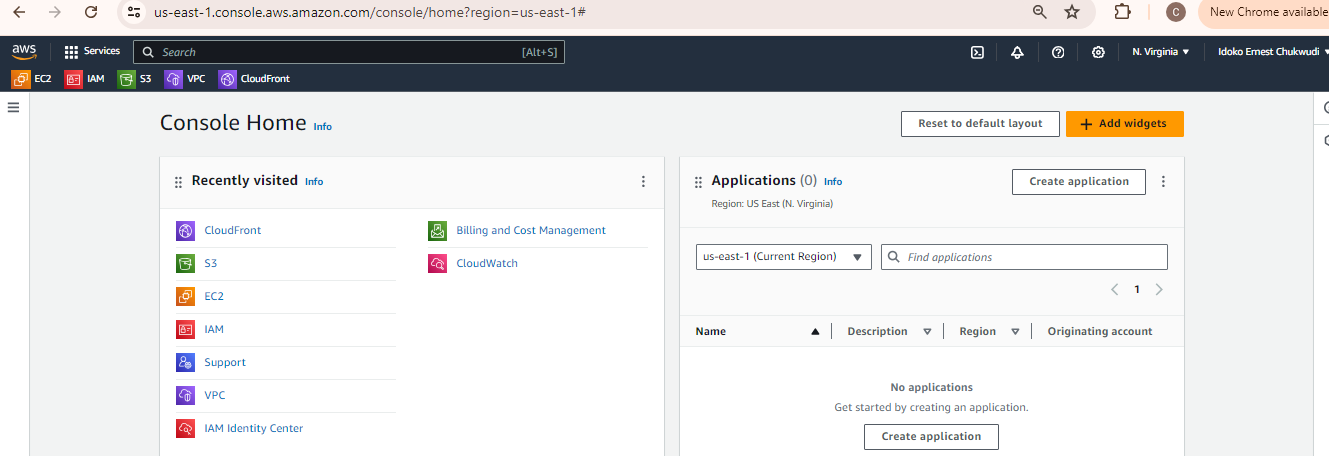 us-east-1.console.aws.amazon.com/console/home?region=us-east-1#
C
New Chrome available
aws
Services
Search
[Alt+S]
N. Virginia
Idoko Ernest Chukwudi
EC2
IAM
S3
VPC
CloudFront
Console Home Info
Reset to default layout
Add widgets
Recently visited Info
CloudFront
S3
EC2
IAM
Support
VPC
IAM Identity Center
Billing and Cost Management
CloudWatch
Applications (0) Info
Region: US East (N. Virginia)
Create application
us-east-1 (Current Region)
Find applications
1
Name
Description
Region
Originating account
No applications
Get started by creating an application.
Create application